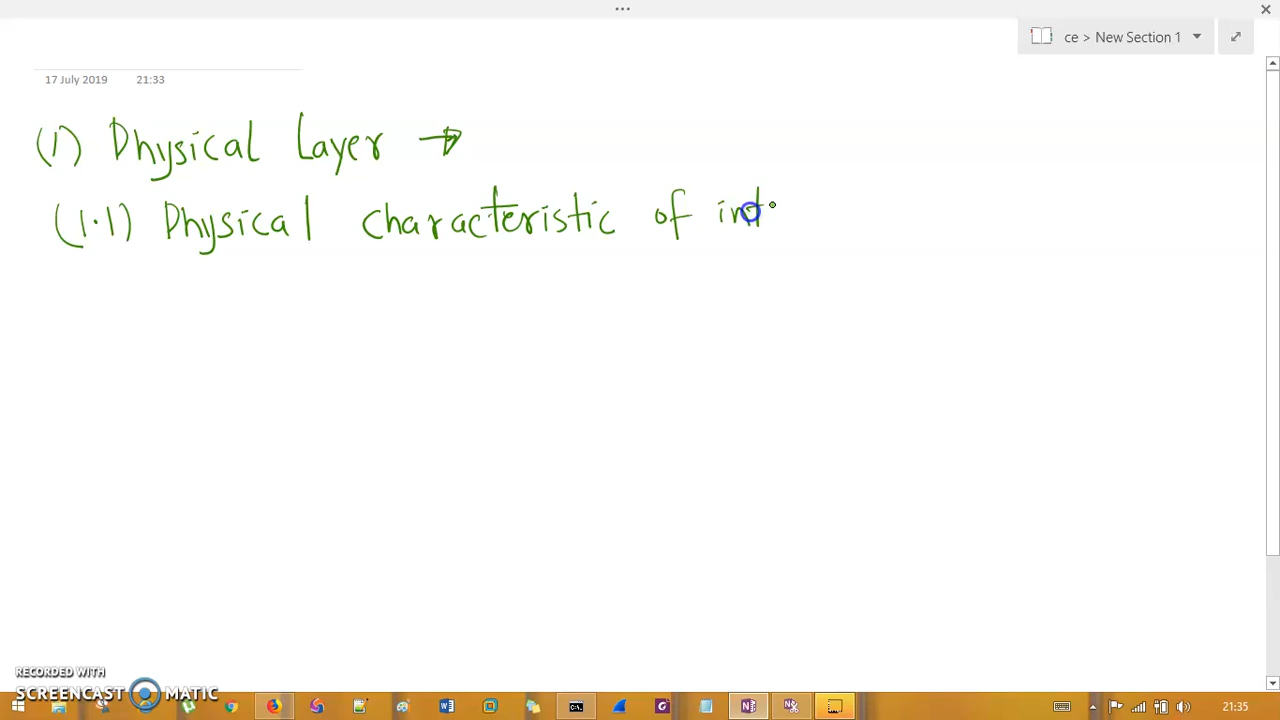 ce > New Section 1
17 July 2019 21:33
(1) Physical Layer →
(1.1) Physical characteristic of int
RECORDED WITH
SCREENCAST MATIC
21:35